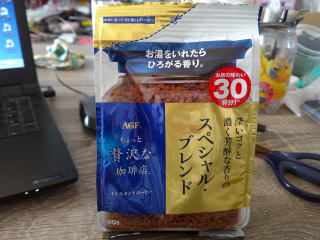 お湯をいれたら
ひろがる香り。
お店の味わい
30
杯分!
深いコクと
濃く芳醇な香りの
スペシャル・
ブレンド
AGF
ちょっと
贅沢な
珈琲店
インスタントコーヒー